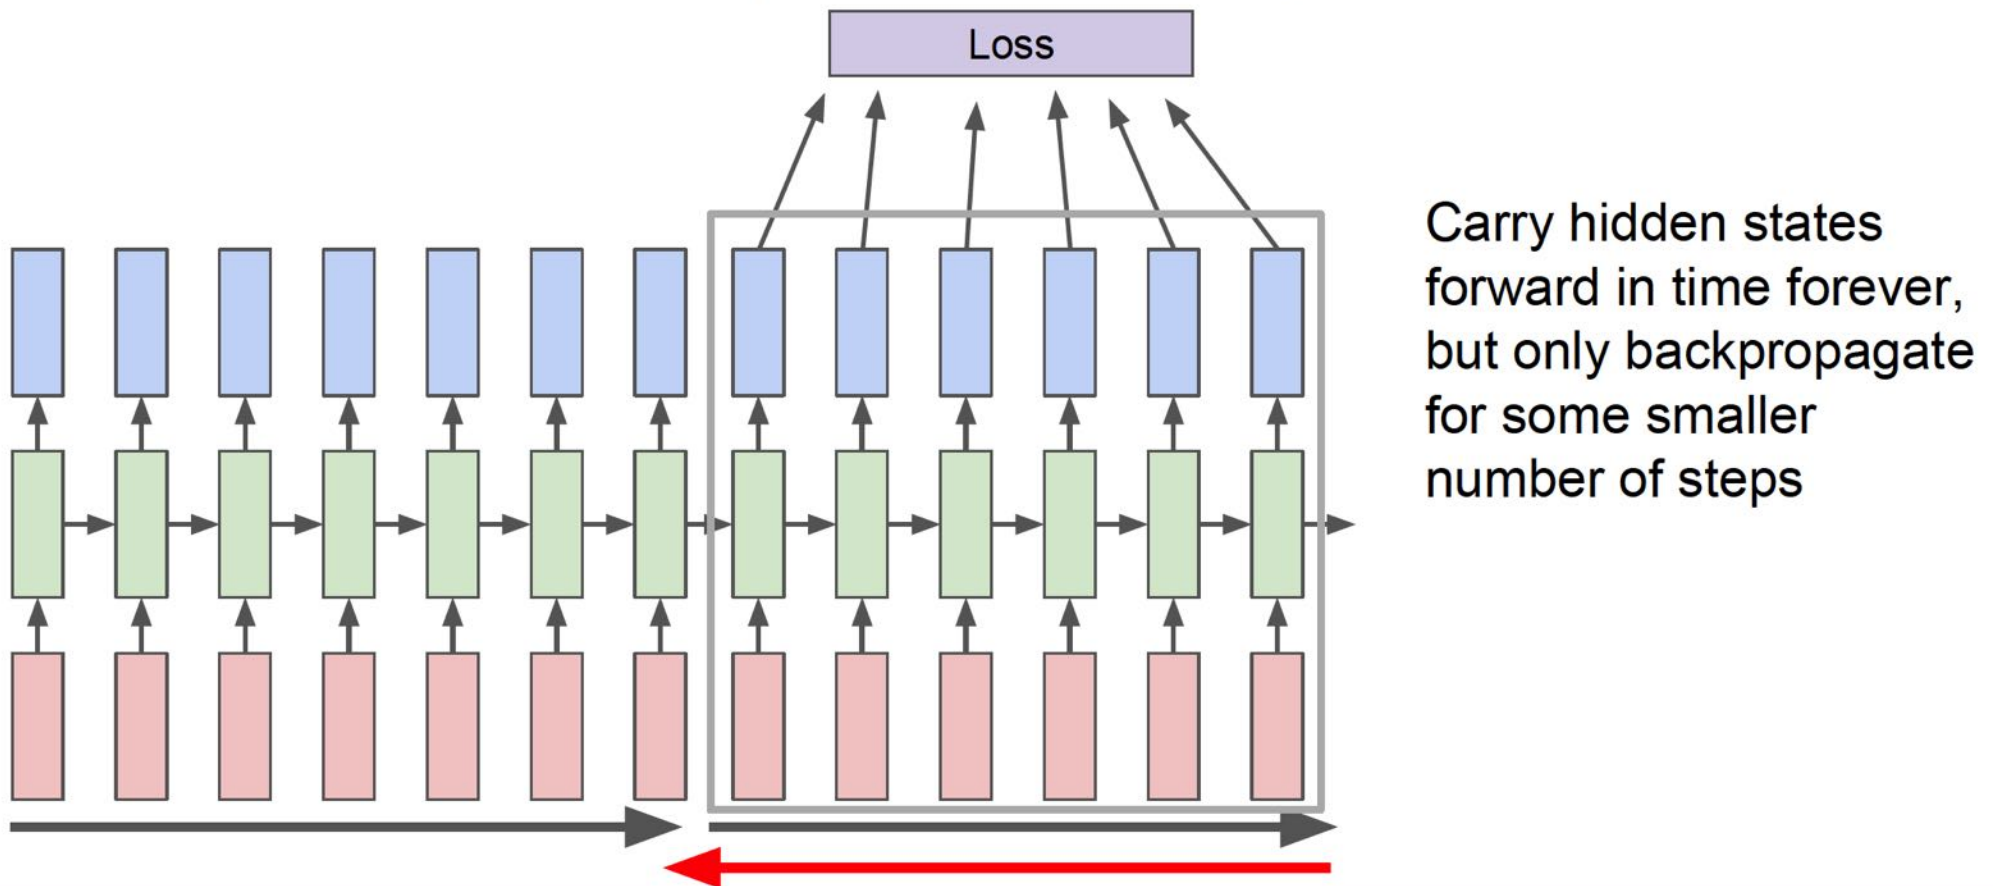 Loss
Carry hidden states
forward in time forever,
but only backpropagate
for some smaller
number of steps